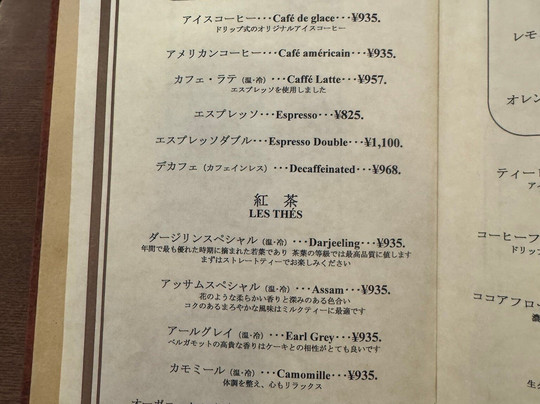 アイスコーヒー･･･Café de glace･･･¥935.
ドリップ式のオリジナルアイスコーヒー
アメリカンコーヒー･･･Café américain･･･¥935.
カフェ・ラテ（温･冷）･･･Caffé Latte･･･¥957.
エスプレッソを使用しました
エスプレッソ･･･Espresso･･･¥825.
エスプレッソダブル･･･Espresso Double･･･¥1,100.
デカフェ（カフェインレス）･･･Decaffeinated･･･¥968.
紅 茶
LES THÉS
ダージリンスペシャル（温･冷）･･･Darjeeling･･･¥935.
年間で最も優れた時期に摘まれた若葉であり 茶葉の等級では最高品質に値します
まずはストレートティーでお楽しみください
アッサムスペシャル（温･冷）･･･Assam･･･¥935.
花のような柔らかい香りと深みのある色合い
コクのあるまろやかな風味はミルクティーに最適です
アールグレイ（温･冷）･･･Earl Grey･･･¥935.
ベルガモットの高貴な香りはケーキとの相性がとても良いです
カモミール（温･冷）･･･Camomille･･･¥935.
体調を整え、心もリラックス
レモ
オレン
ティー
コーヒーフ
ドリップ
ココアフロ